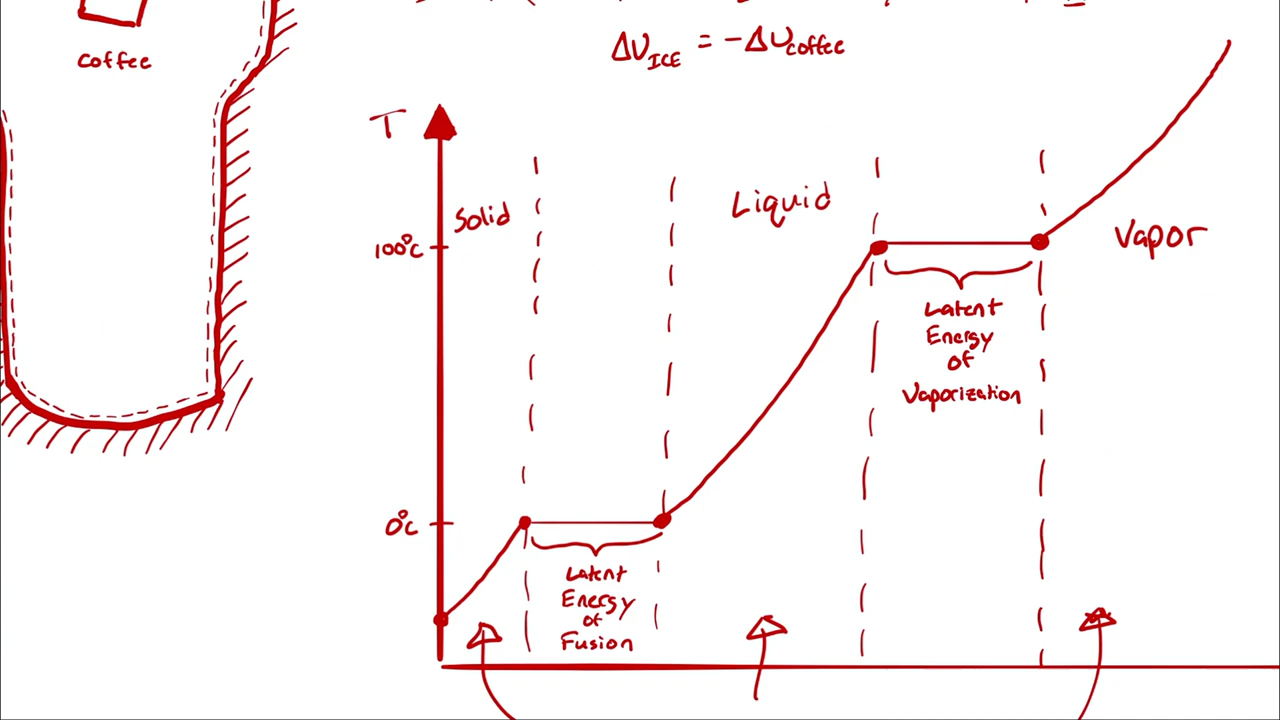 coffee
ΔU_ICE = -ΔU_coffee
T
Solid
Liquid
Vapor
100°C
Latent
Energy
of
Vaporization
0°C
Latent
Energy
of
Fusion